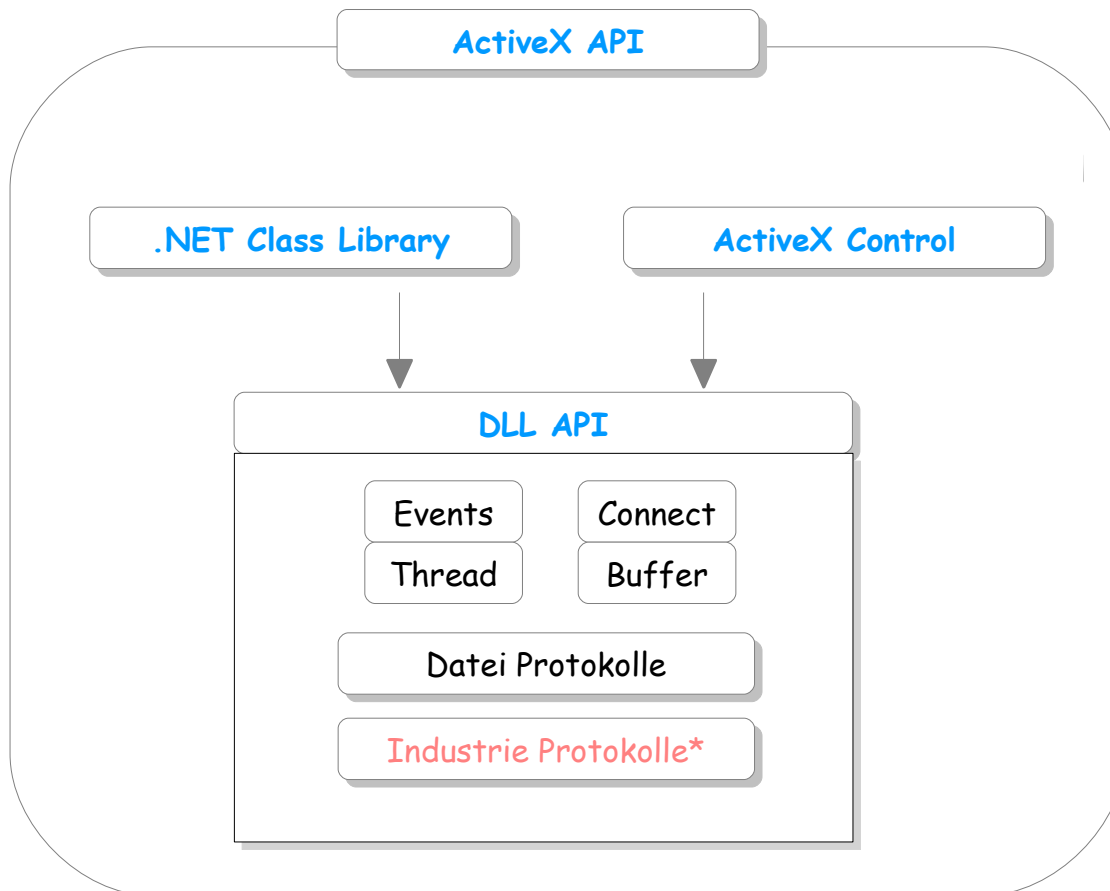 ActiveX API
.NET Class Library
ActiveX Control
DLL API
Events
Connect
Thread
Buffer
Datei Protokolle
Industrie Protokolle*